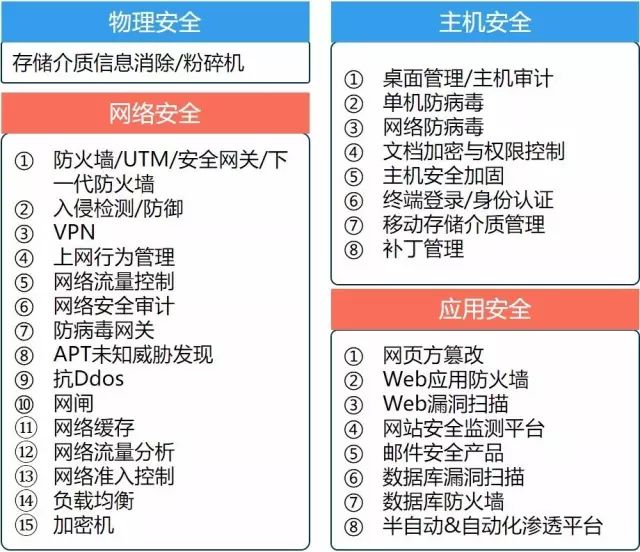 物理安全
存储介质信息消除/粉碎机
网络安全
① 防火墙/UTM/安全网关/下
一代防火墙
② 入侵检测/防御
③ VPN
④ 上网行为管理
⑤ 网络流量控制
⑥ 网络安全审计
⑦ 防病毒网关
⑧ APT未知威胁发现
⑨ 抗Ddos
⑩ 网闸
⑪ 网络缓存
⑫ 网络流量分析
⑬ 网络准入控制
⑭ 负载均衡
⑮ 加密机
主机安全
① 桌面管理/主机审计
② 单机防病毒
③ 网络防病毒
④ 文档加密与权限控制
⑤ 主机安全加固
⑥ 终端登录/身份认证
⑦ 移动存储介质管理
⑧ 补丁管理
应用安全
① 网页方篡改
② Web应用防火墙
③ Web漏洞扫描
④ 网站安全监测平台
⑤ 邮件安全产品
⑥ 数据库漏洞扫描
⑦ 数据库防火墙
⑧ 半自动&自动化渗透平台